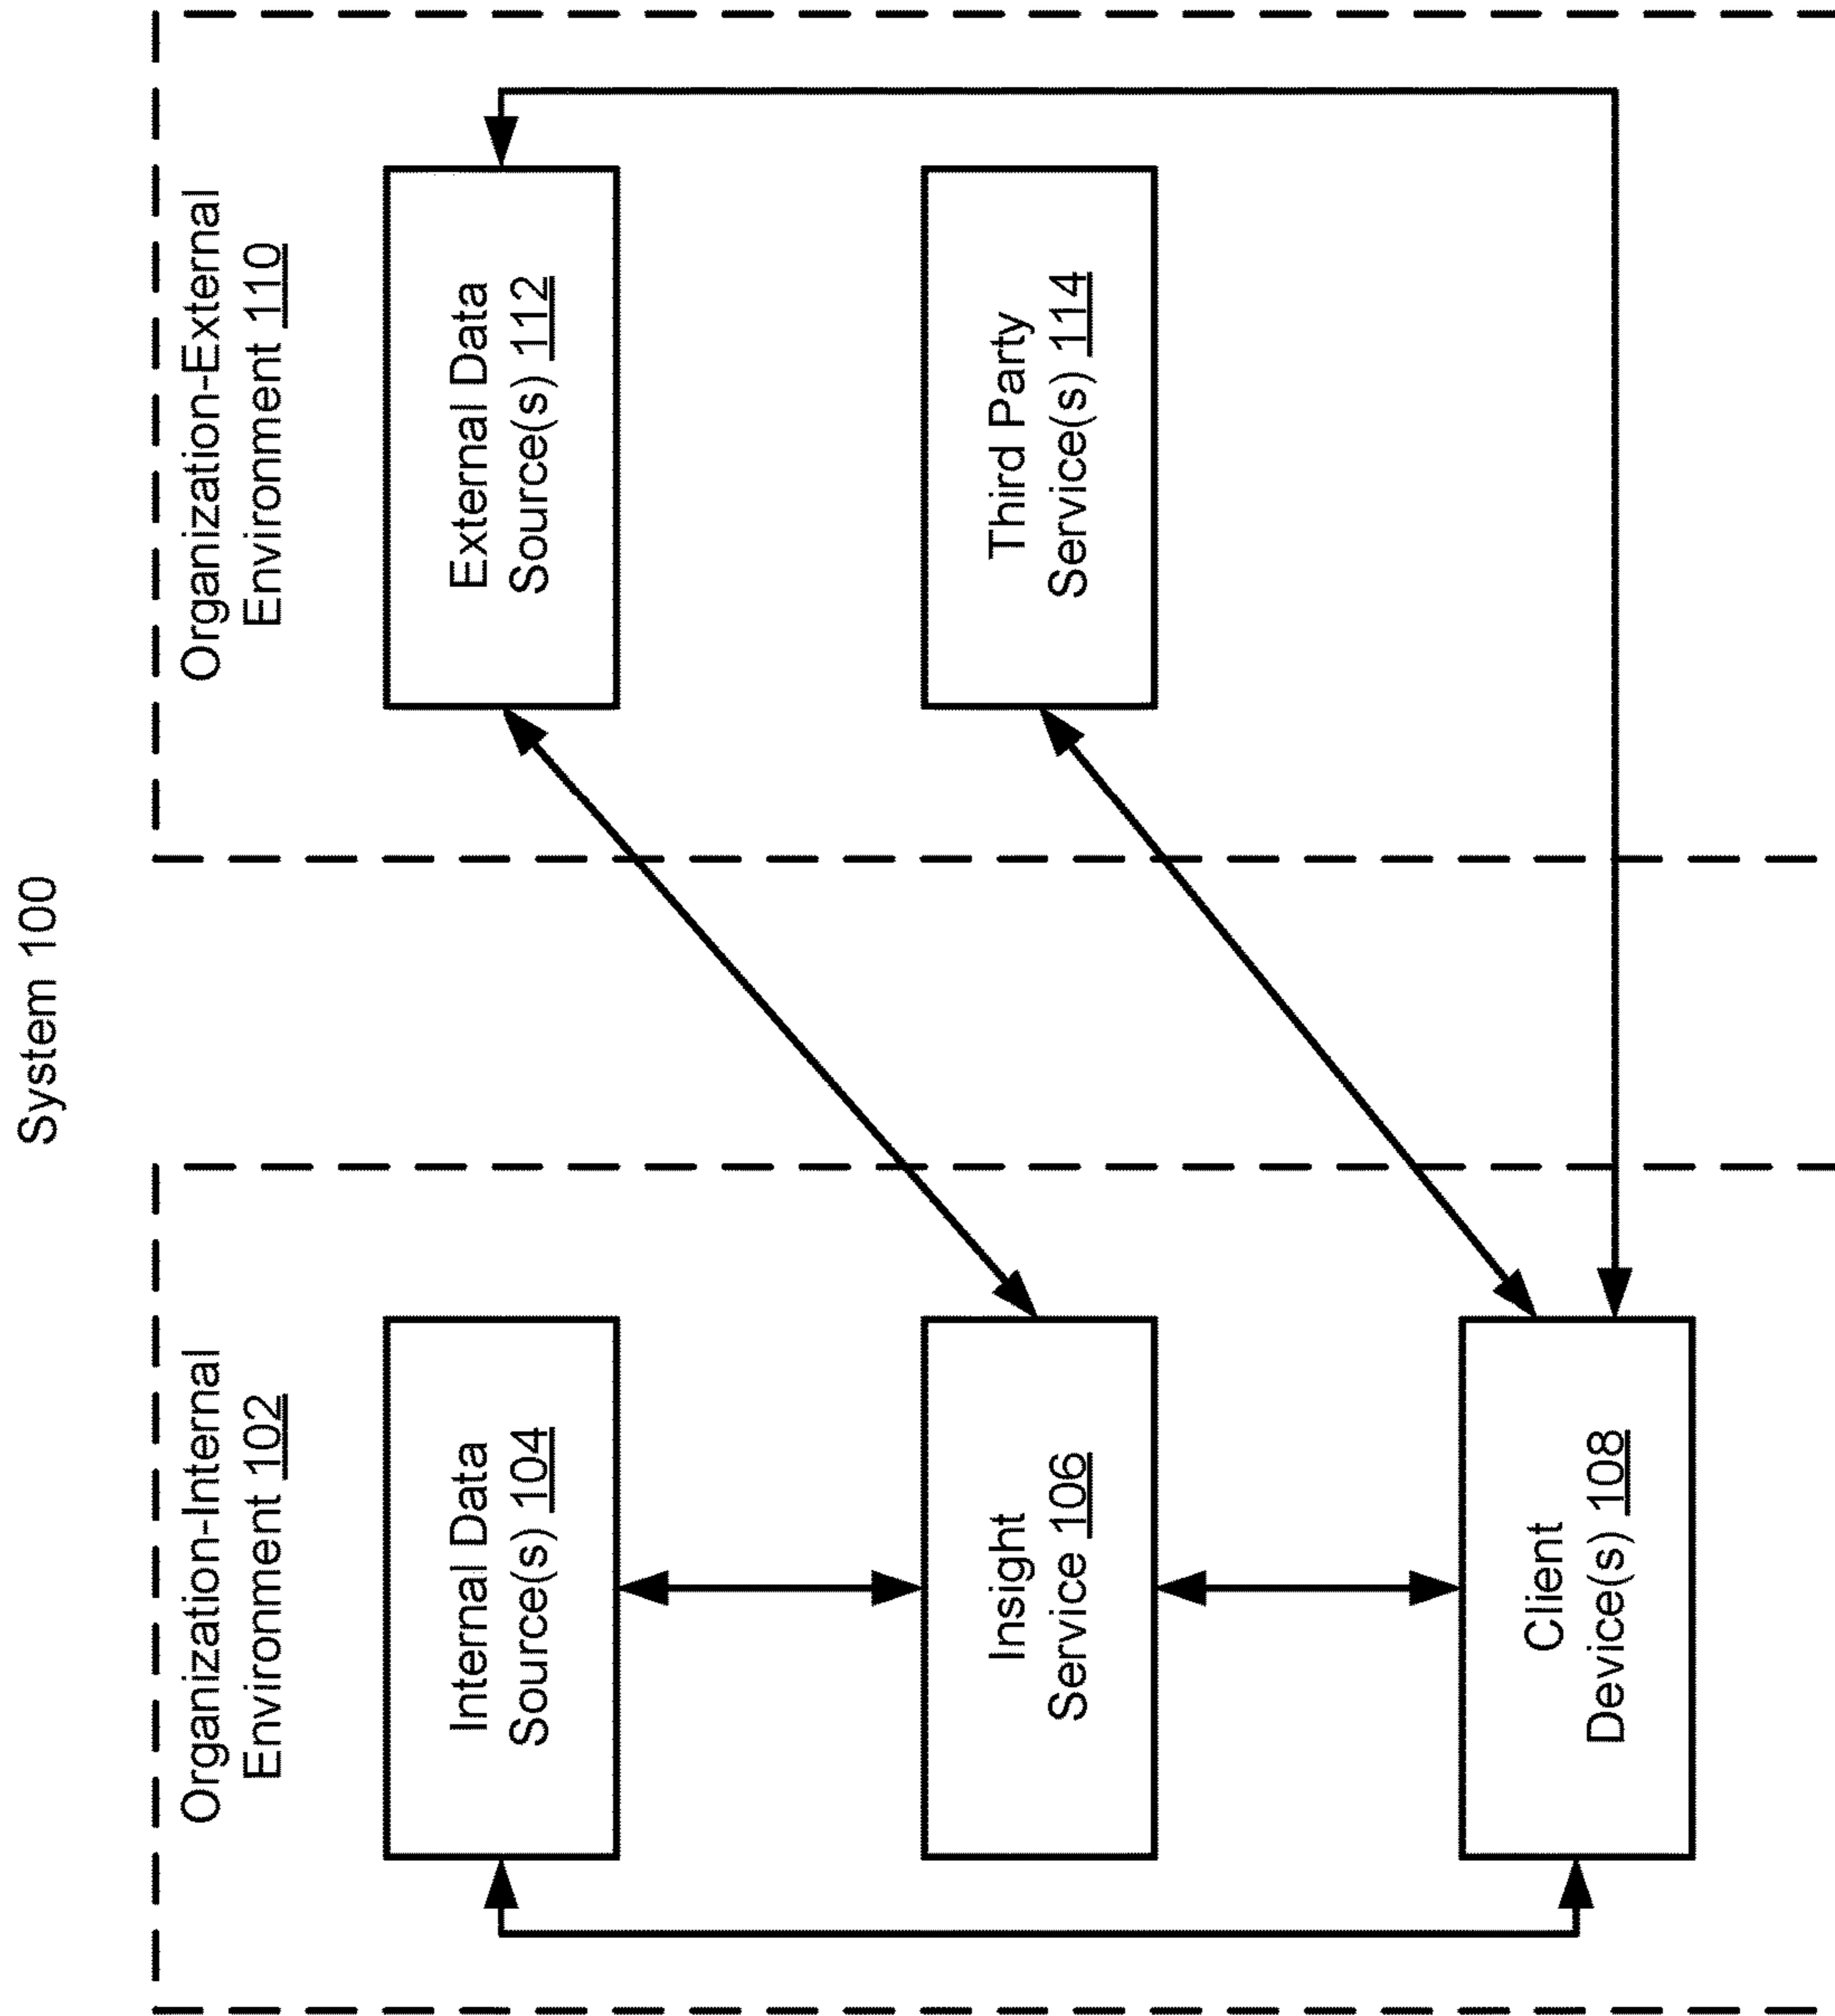 System 100
Organization-Internal
Environment 102
Internal Data
Source(s) 104
Insight
Service 106
Client
Device(s) 108
Organization-External
Environment 110
External Data
Source(s) 112
Third Party
Service(s) 114